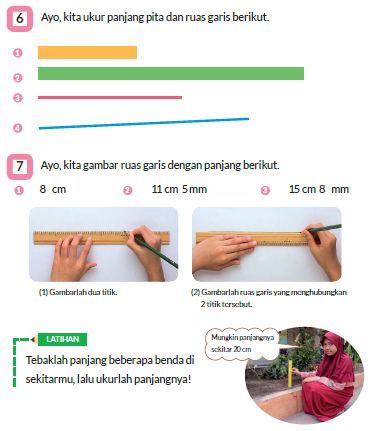 6 Ayo, kita ukur panjang pita dan ruas garis berikut.
1
2
3
4
7 Ayo, kita gambar ruas garis dengan panjang berikut.
1 8 cm 2 11 cm 5 mm 3 15 cm 8 mm
(1) Gambarlah dua titik.
(2) Gambarlah ruas garis yang menghubungkan
2 titik tersebut.
LATIHAN
Tebaklah panjang beberapa benda di
sekitarmu, lalu ukurlah panjangnya!
Mungkin panjangnya
sekitar 20 cm